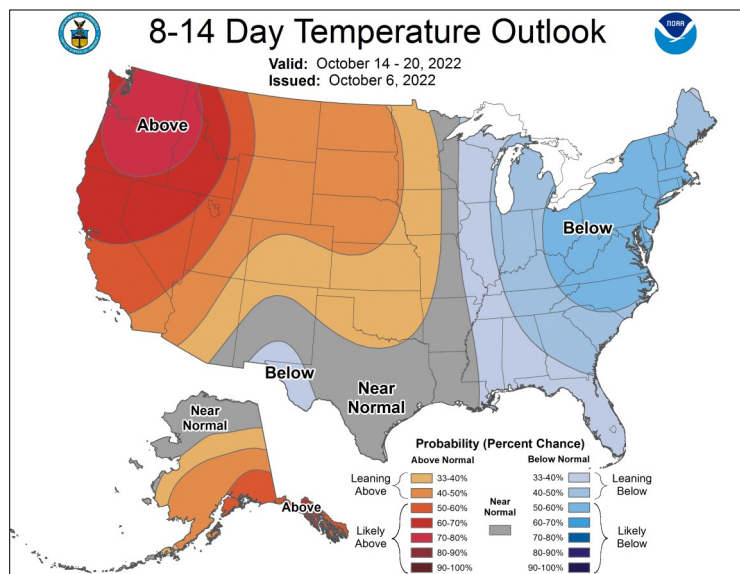 8-14 Day Temperature Outlook
NOAA
Valid: October 14 - 20, 2022
Issued: October 6, 2022
Above
Below
Below
Near
Normal
Near
Normal
Above
Probability (Percent Chance)
Above Normal
Below Normal
Leaning
Above
33-40%
40-50%
Likely
Above
50-60%
60-70%
70-80%
80-90%
90-100%
Near
Normal
33-40%
40-50%
Leaning
Below
50-60%
60-70%
70-80%
80-90%
90-100%
Likely
Below